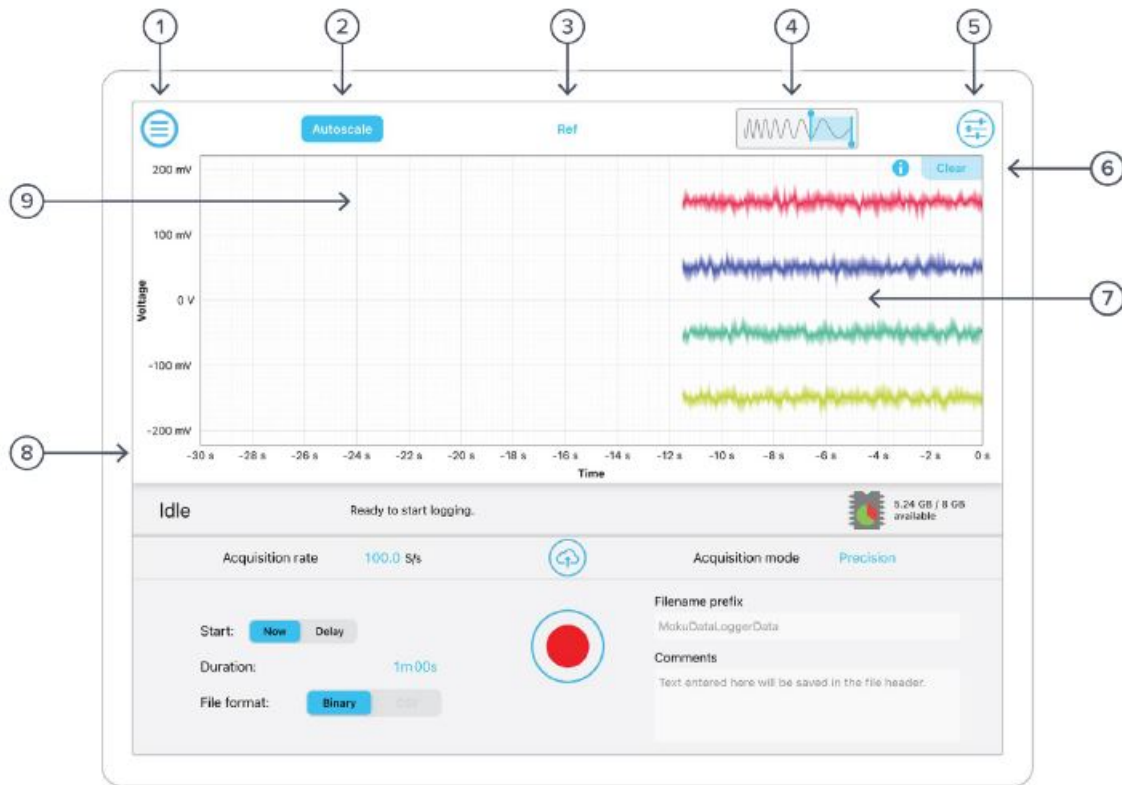 1 2 3 4 5
Autoscale Ref
200 mV Clear
6
9
100 mV
Voltage
0 V
7
-100 mV
-200 mV
8
-30 s -28 s -26 s -24 s -22 s -20 s -18 s -16 s -14 s -12 s -10 s -8 s -6 s -4 s -2 s 0 s
Time
Idle Ready to start logging. 5.24 GB / 8 GB
available
Acquisition rate 100.0 S/s Acquisition mode Precision
Filename prefix
Start: Now Delay MokuDataLoggerData
Duration: 1m00s Comments
Text entered here will be saved in the file header.
File format: Binary